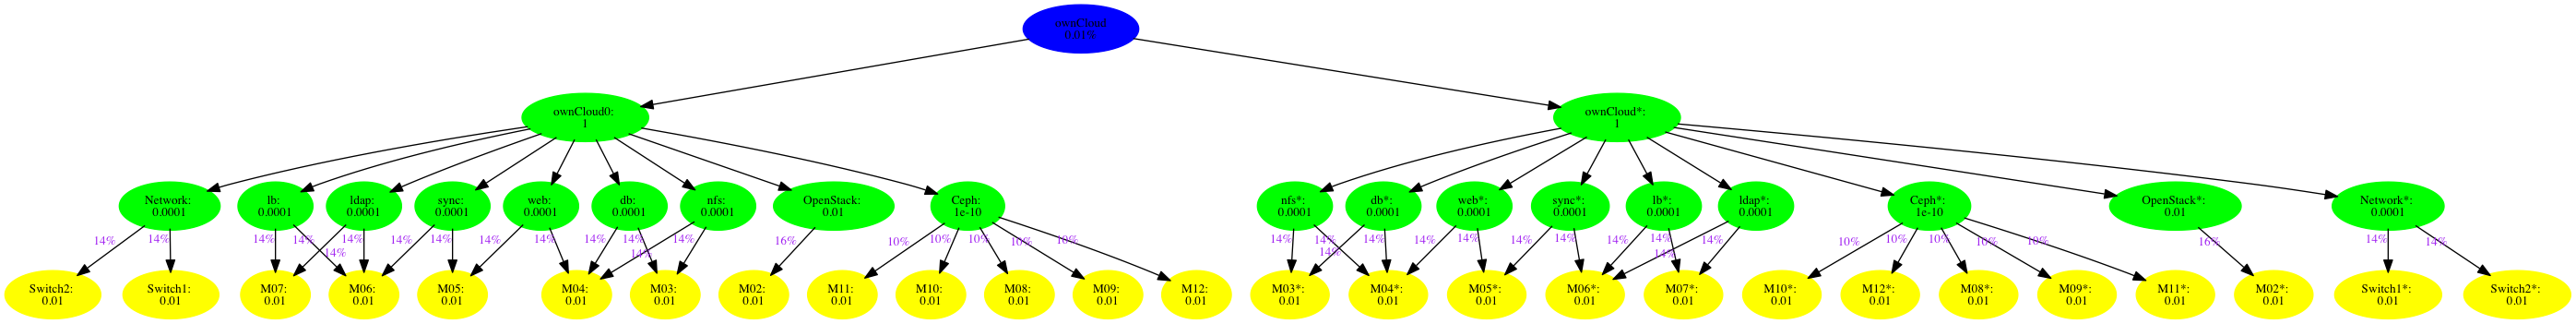 ownCloud
0.01%
ownCloud0:
1
ownCloud*:
1
Network:
0.0001
lb:
0.0001
ldap:
0.0001
sync:
0.0001
web:
0.0001
db:
0.0001
nfs:
0.0001
OpenStack:
0.01
Ceph:
1e-10
nfs*:
0.0001
db*:
0.0001
web*:
0.0001
sync*:
0.0001
lb*:
0.0001
ldap*:
0.0001
Ceph*:
1e-10
OpenStack*:
0.01
Network*:
0.0001
14%
14%
14%
14%
14%
14%
14%
14%
14%
14%
14%
14%
14%
14%
16%
10%
10%
10%
10%
10%
14%
14%
14%
14%
14%
14%
14%
14%
14%
14%
14%
14%
10%
10%
10%
10%
10%
16%
14%
14%
Switch2:
0.01
Switch1:
0.01
M07:
0.01
M06:
0.01
M05:
0.01
M04:
0.01
M03:
0.01
M02:
0.01
M11:
0.01
M10:
0.01
M08:
0.01
M09:
0.01
M12:
0.01
M03*:
0.01
M04*:
0.01
M05*:
0.01
M06*:
0.01
M07*:
0.01
M10*:
0.01
M12*:
0.01
M08*:
0.01
M09*:
0.01
M11*:
0.01
M02*:
0.01
Switch1*:
0.01
Switch2*:
0.01